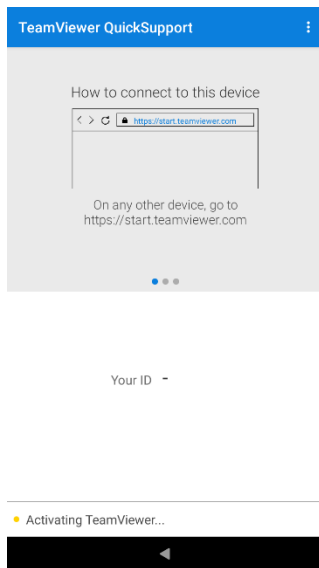 TeamViewer QuickSupport
How to connect to this device
https://start.teamviewer.com
On any other device, go to
https://start.teamviewer.com
Your ID -
Activating TeamViewer...